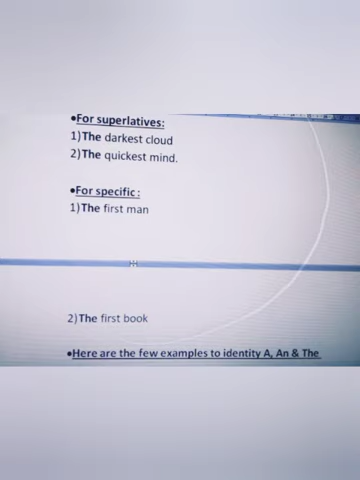 •For superlatives:
1)The darkest cloud
2)The quickest mind.
•For specific :
1)The first man
2)The first book
•Here are the few examples to identity A, An & The